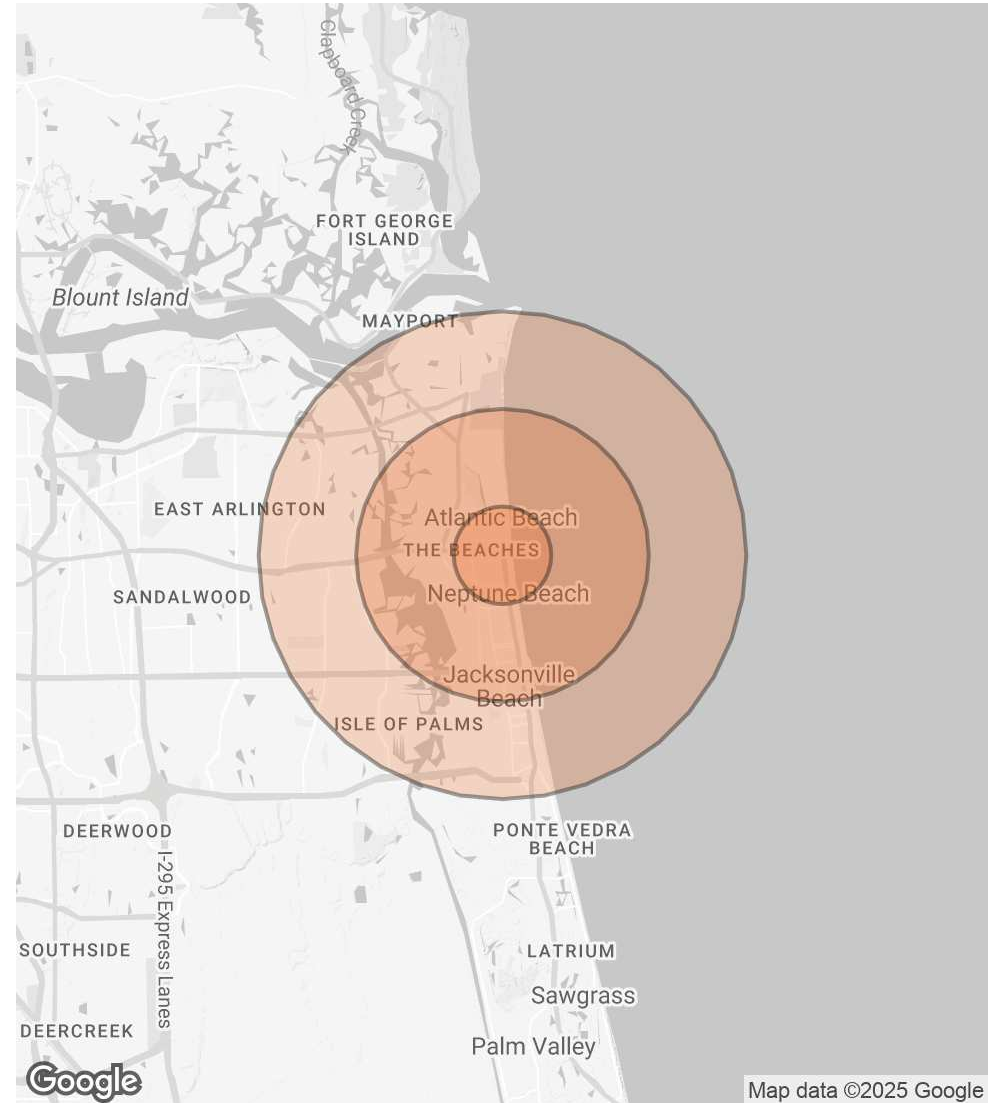 Clapboard Creek
FORT GEORGE
ISLAND
Blount Island
MAYPORT
EAST ARLINGTON
Atlantic Beach
THE BEACHES
Neptune Beach
SANDALWOOD
Jacksonville
Beach
ISLE OF PALMS
DEERWOOD
PONTE VEDRA
BEACH
I-295 Express Lanes
SOUTHSIDE
LATRIUM
Sawgrass
DEERCREEK
Palm Valley
Google
Map data ©2025 Google